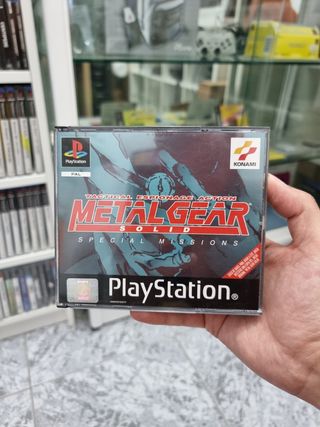 PlayStation
PAL
KONAMI
TACTICAL ESPIONAGE ACTION
METAL GEAR
SOLID
SPECIAL MISSIONS
PlayStation®